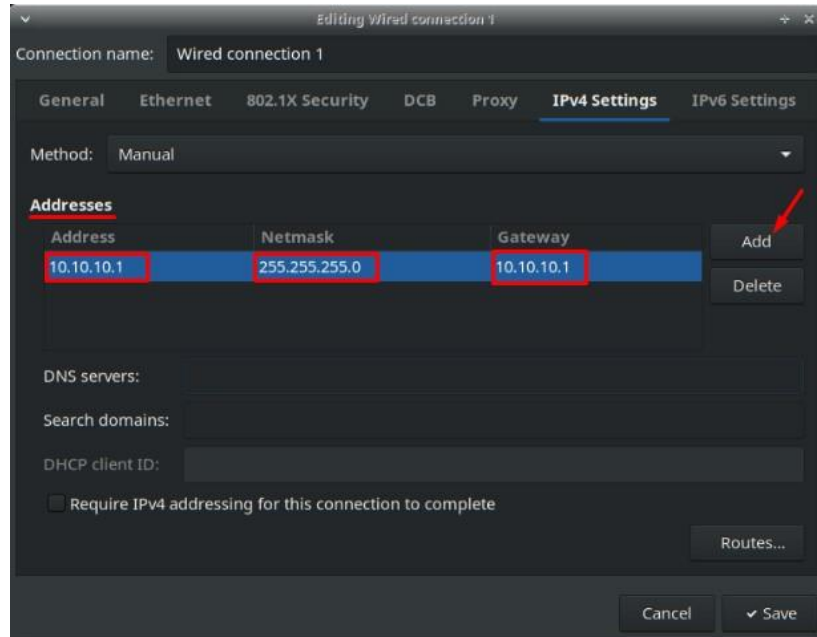 Editing Wired connection 1
Connection name: Wired connection 1
General Ethernet 802.1X Security DCB Proxy IPv4 Settings IPv6 Settings
Method: Manual
Addresses
Address Netmask Gateway
Add
10.10.10.1 255.255.255.0 10.10.10.1
Delete
DNS servers:
Search domains:
DHCP client ID:
Require IPv4 addressing for this connection to complete
Routes...
Cancel Save